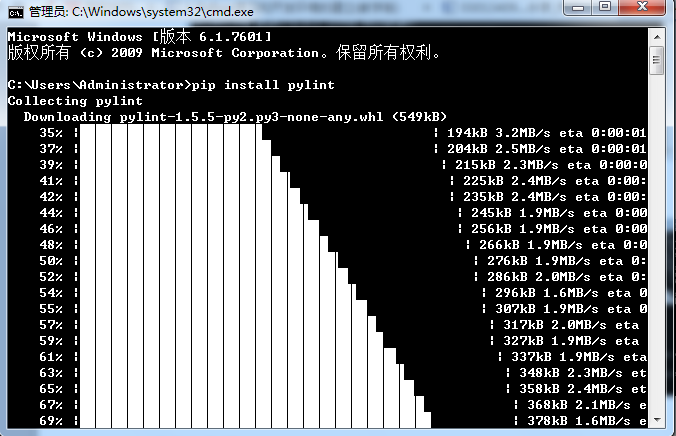 管理员: C:\Windows\system32\cmd.exe
Microsoft Windows [版本 6.1.7601]
版权所有 (c) 2009 Microsoft Corporation。保留所有权利。
C:\Users\Administrator>pip install pylint
Collecting pylint
Downloading pylint-1.5.5-py2.py3-none-any.whl (549kB)
35% | | 194kB 3.2MB/s eta 0:00:01
37% | | 204kB 2.5MB/s eta 0:00:01
39% | | 215kB 2.3MB/s eta 0:00:0
41% | | 225kB 2.4MB/s eta 0:00:
42% | | 235kB 2.4MB/s eta 0:00:
44% | | 245kB 1.9MB/s eta 0:00
46% | | 256kB 1.9MB/s eta 0:00
48% | | 266kB 1.9MB/s eta 0:0
50% | | 276kB 1.9MB/s eta 0:
52% | | 286kB 2.0MB/s eta 0:
54% | | 296kB 1.6MB/s eta 0
55% | | 307kB 1.9MB/s eta 0
57% | | 317kB 2.0MB/s eta
59% | | 327kB 1.9MB/s eta
61% | | 337kB 1.9MB/s eta
63% | | 348kB 2.3MB/s et
65% | | 358kB 2.4MB/s et
67% | | 368kB 2.1MB/s e
69% | | 378kB 1.6MB/s e